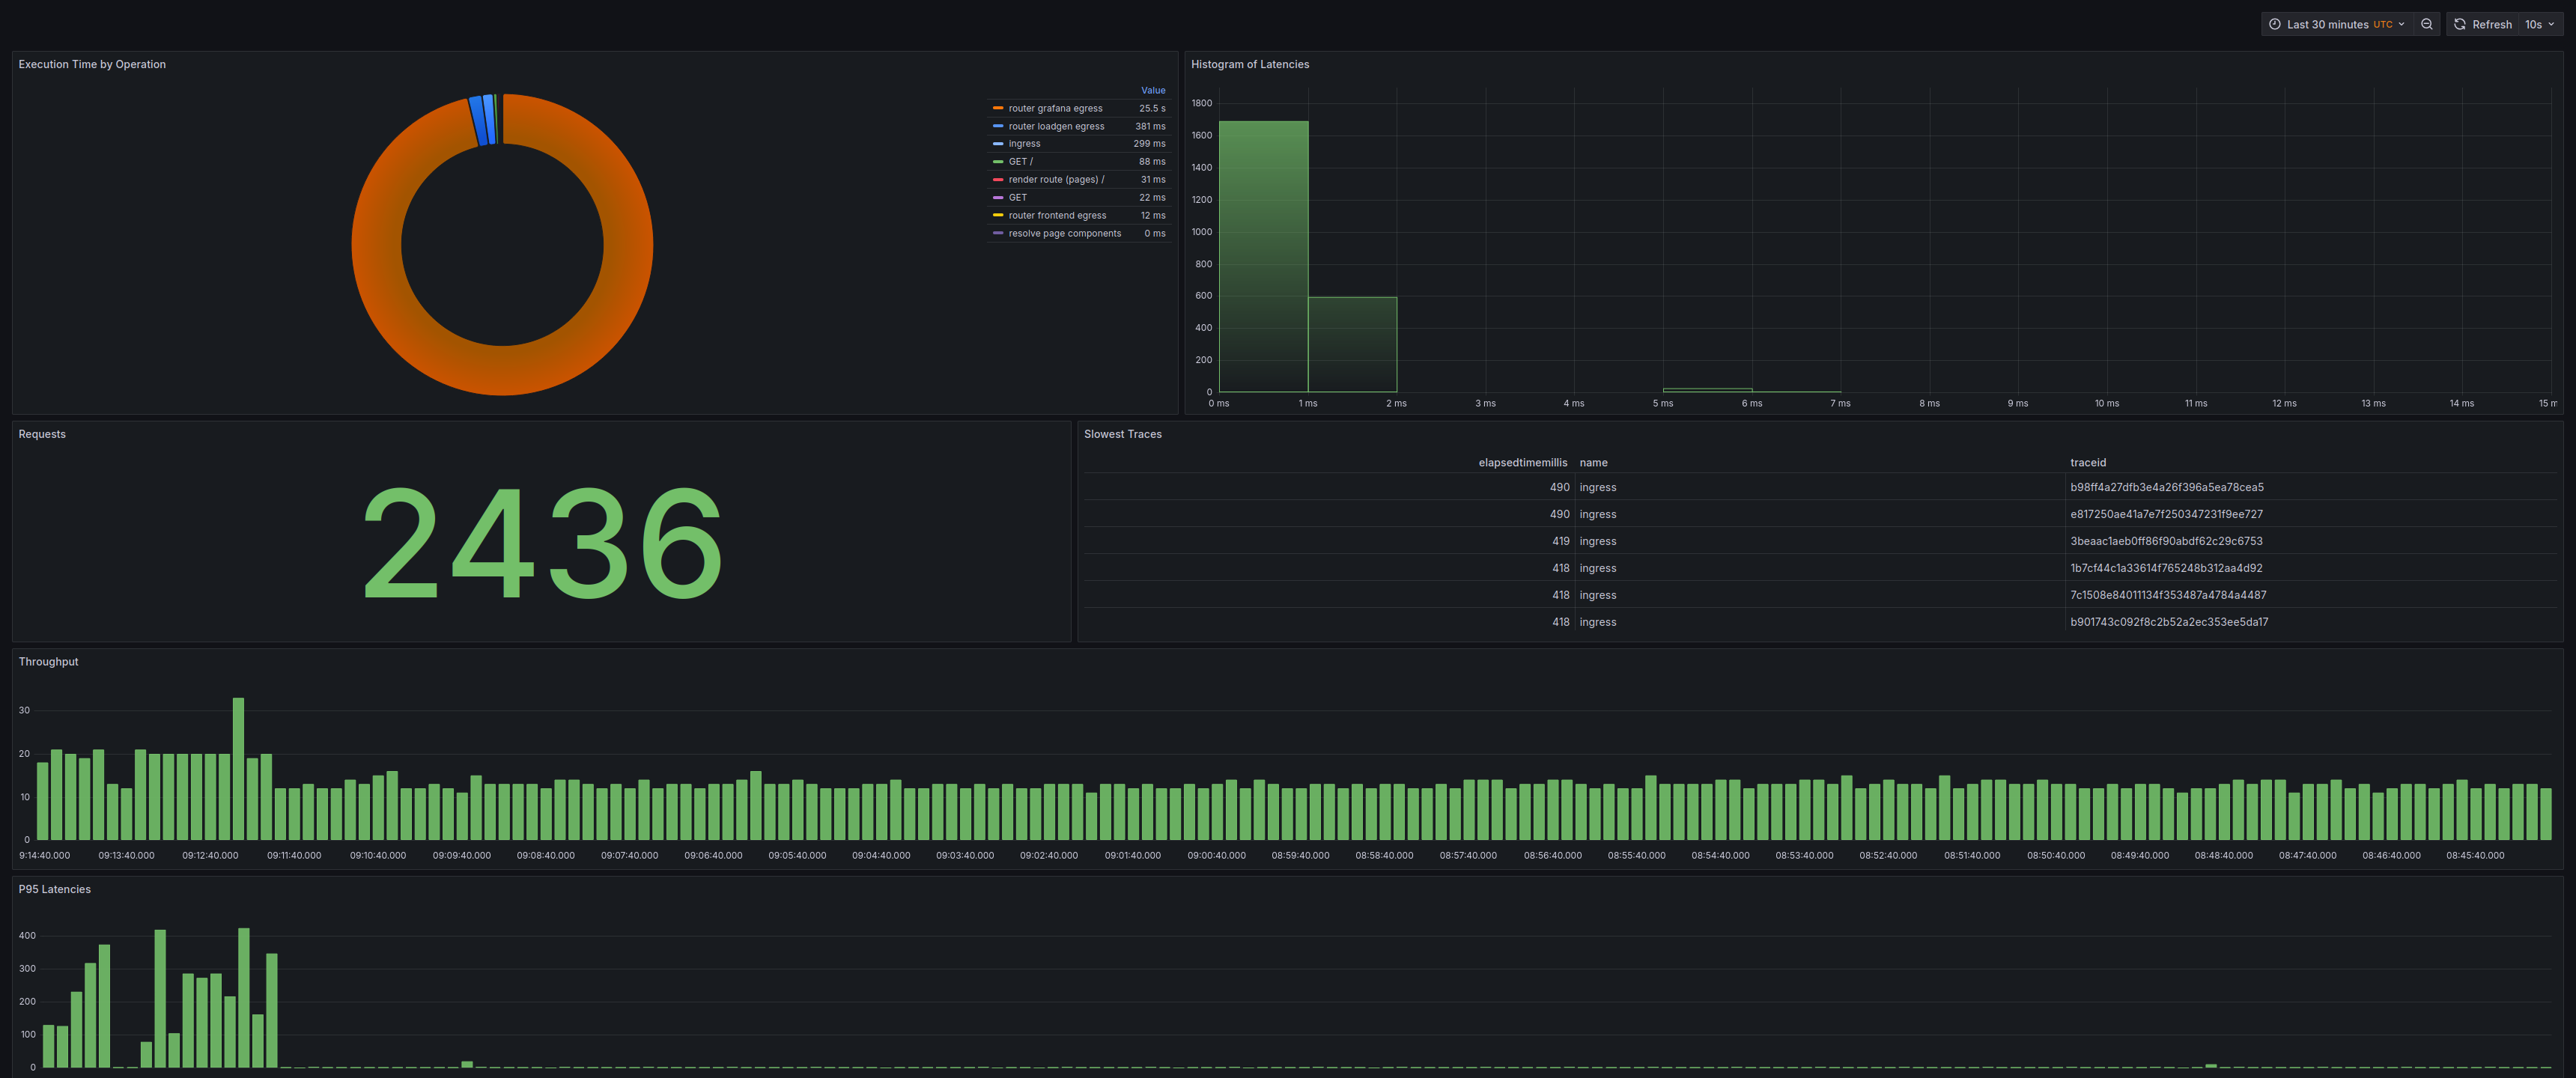 Last 30 minutes UTC
Refresh 10s
Execution Time by Operation
Value
router grafana egress 25.5 s
router loadgen egress 381 ms
ingress 299 ms
GET / 88 ms
render route (pages) / 31 ms
GET 22 ms
router frontend egress 12 ms
resolve page components 0 ms
Histogram of Latencies
1800
1600
1400
1200
1000
800
600
400
200
0
0 ms 1 ms 2 ms 3 ms 4 ms 5 ms 6 ms 7 ms 8 ms 9 ms 10 ms 11 ms 12 ms 13 ms 14 ms 15 m
Requests
2436
Slowest Traces
elapsedtimemillis name traceid
490 ingress b98ff4a27dfb3e4a26f396a5ea78cea5
490 ingress e817250ae41a7e7f250347231f9ee727
419 ingress 3beaac1aeb0ff86f90abdf62c29c6753
418 ingress 1b7cf44c1a33614f765248b312aa4d92
418 ingress 7c1508e84011134f353487a4784a4487
418 ingress b901743c092f8c2b52a2ec353ee5da17
Throughput
30
20
10
0
9:14:40.000 09:13:40.000 09:12:40.000 09:11:40.000 09:10:40.000 09:09:40.000 09:08:40.000 09:07:40.000 09:06:40.000 09:05:40.000 09:04:40.000 09:03:40.000 09:02:40.000 09:01:40.000 09:00:40.000 08:59:40.000 08:58:40.000 08:57:40.000 08:56:40.000 08:55:40.000 08:54:40.000 08:53:40.000 08:52:40.000 08:51:40.000 08:50:40.000 08:49:40.000 08:48:40.000 08:47:40.000 08:46:40.000 08:45:40.000
P95 Latencies
400
300
200
100
0